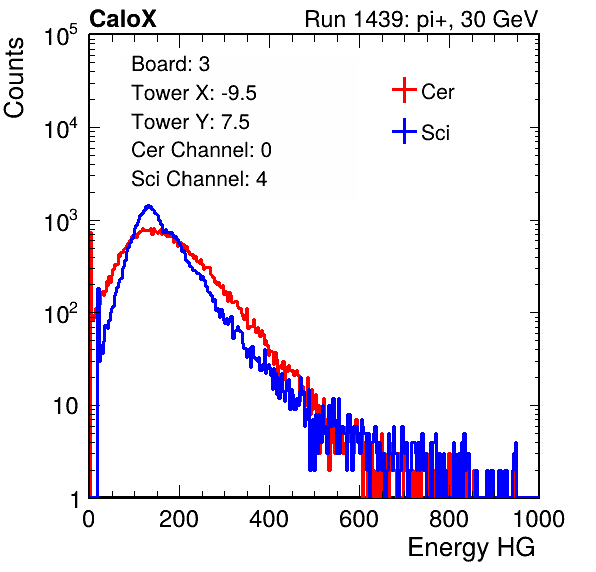 CaloX Run 1439: pi+, 30 GeV
Counts
Board: 3
Tower X: -9.5
Tower Y: 7.5
Cer Channel: 0
Sci Channel: 4
Cer
Sci
10^5
10^4
10^3
10^2
10
1
0 200 400 600 800 1000
Energy HG